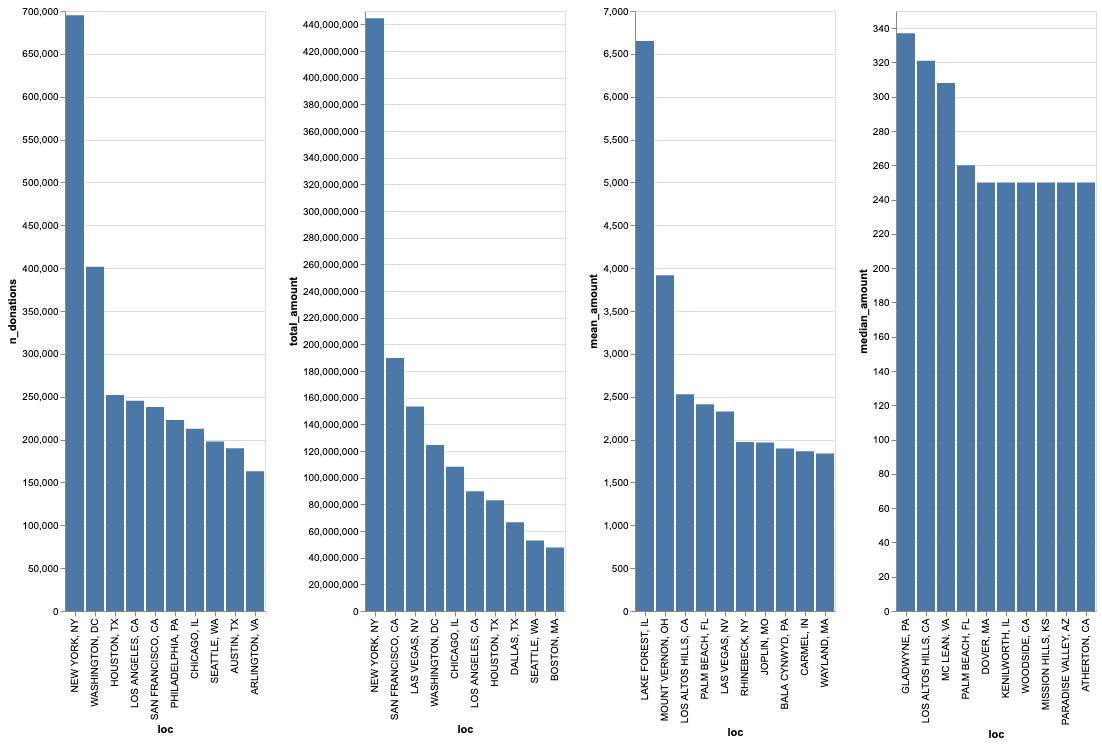 700,000
650,000
600,000
550,000
500,000
450,000
400,000
350,000
300,000
250,000
200,000
150,000
100,000
50,000
0
n_donations
NEW YORK, NY
WASHINGTON, DC
HOUSTON, TX
LOS ANGELES, CA
SAN FRANCISCO, CA
PHILADELPHIA, PA
CHICAGO, IL
SEATTLE, WA
AUSTIN, TX
ARLINGTON, VA
loc
440,000,000
420,000,000
400,000,000
380,000,000
360,000,000
340,000,000
320,000,000
300,000,000
280,000,000
260,000,000
240,000,000
220,000,000
200,000,000
180,000,000
160,000,000
140,000,000
120,000,000
100,000,000
80,000,000
60,000,000
40,000,000
20,000,000
0
total_amount
NEW YORK, NY
SAN FRANCISCO, CA
LAS VEGAS, NV
WASHINGTON, DC
CHICAGO, IL
LOS ANGELES, CA
HOUSTON, TX
DALLAS, TX
SEATTLE, WA
BOSTON, MA
loc
7,000
6,500
6,000
5,500
5,000
4,500
4,000
3,500
3,000
2,500
2,000
1,500
1,000
500
0
mean_amount
LAKE FOREST, IL
MOUNT VERNON, OH
LOS ALTOS HILLS, CA
PALM BEACH, FL
LAS VEGAS, NV
RHINEBECK, NY
JOPLIN, MO
BALA CYNWYD, PA
CARMEL, IN
WAYLAND, MA
loc
340
320
300
280
260
240
220
200
180
160
140
120
100
80
60
40
20
0
median_amount
GLADWYNE, PA
LOS ALTOS HILLS, CA
MC LEAN, VA
PALM BEACH, FL
DOVER, MA
KENILWORTH, IL
WOODSIDE, CA
MISSION HILLS, KS
PARADISE VALLEY, AZ
ATHERTON, CA
loc